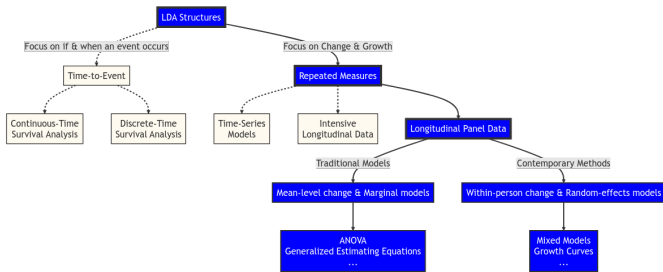 LDA Structures
Focus on if & when an event occurs
Focus on Change & Growth
Time-to-Event
Repeated Measures
Continuous-Time
Survival Analysis
Discrete-Time
Survival Analysis
Time-Series
Models
Intensive
Longitudinal Data
Longitudinal Panel Data
Traditional Models
Contemporary Methods
Mean-level change & Marginal models
Within-person change & Random-effects models
ANOVA
Generalized Estimating Equations
...
Mixed Models
Growth Curves
...